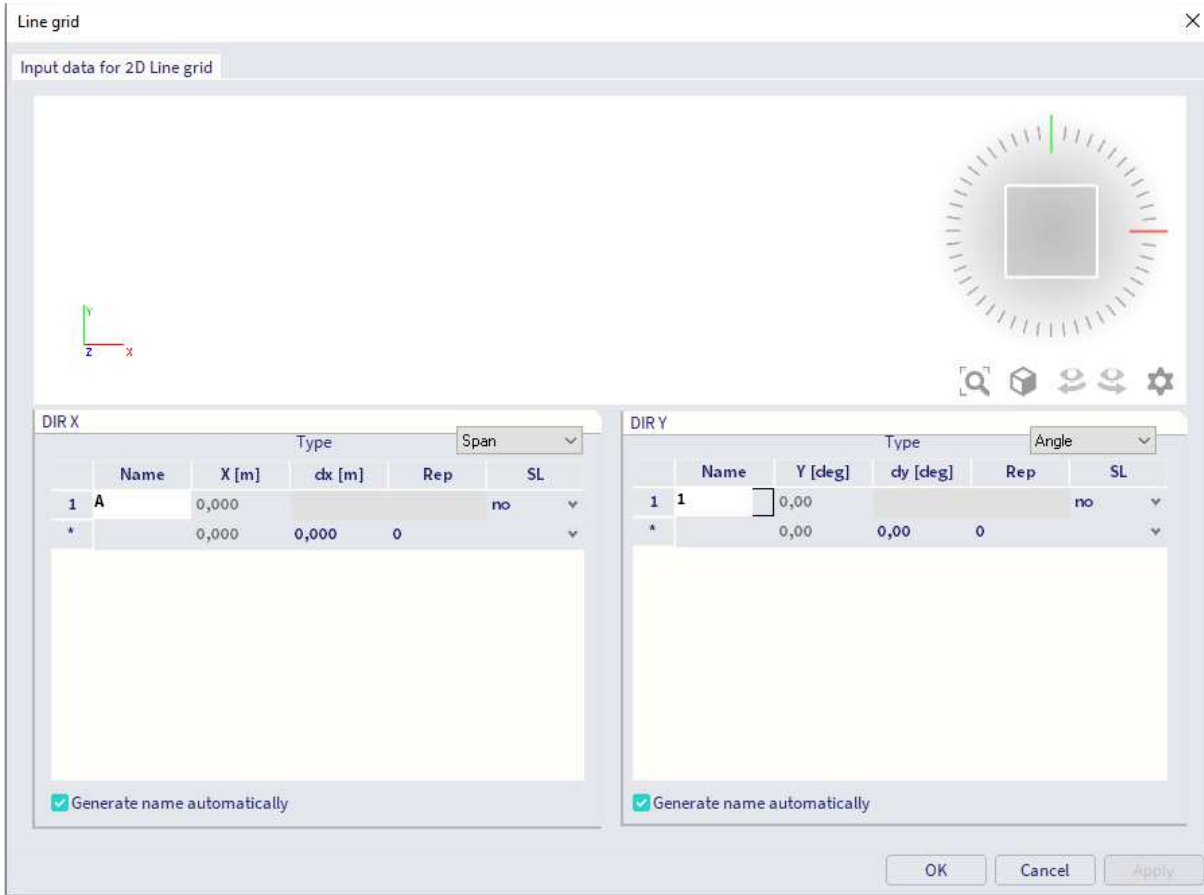 Line grid
Input data for 2D Line grid
Y
Z X
DIR X
Type Span
Name X [m] dx [m] Rep SL
1 A 0,000 no
* 0,000 0,000 0
Generate name automatically
DIR Y
Type Angle
Name Y [deg] dy [deg] Rep SL
1 1 0,00 no
* 0,00 0,00 0
Generate name automatically
OK Cancel Apply